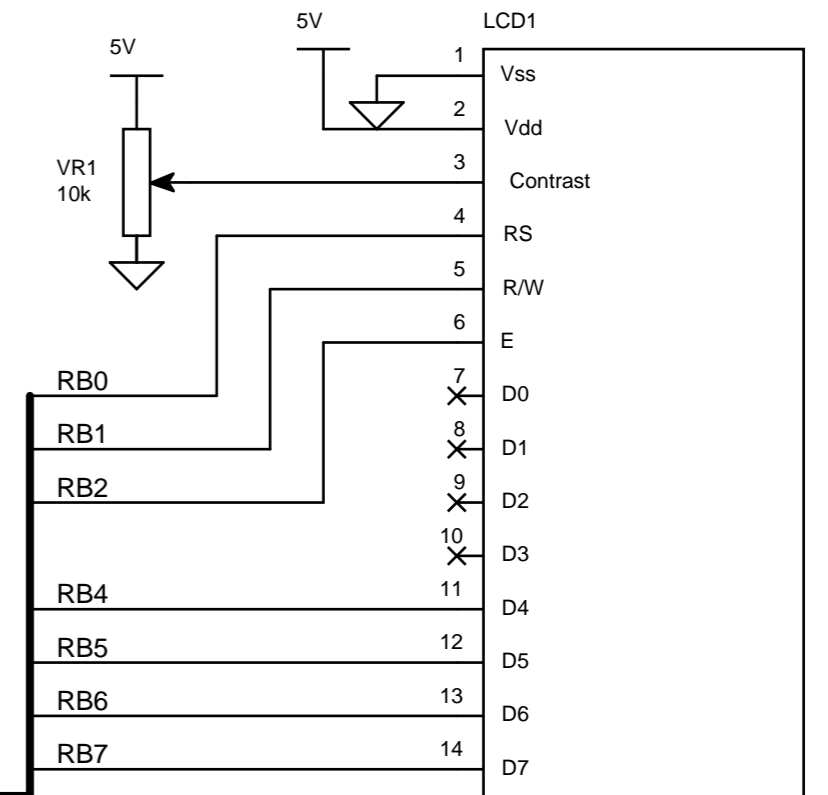 5V
LCD1
5V
1
Vss
2
Vdd
VR1
10k
3
Contrast
4
RS
5
R/W
6
E
RB0
7
D0
RB1
8
D1
RB2
9
D2
10
D3
RB4
11
D4
RB5
12
D5
RB6
13
D6
RB7
14
D7